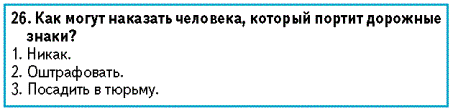 26. Как могут наказать человека, который портит дорожные
знаки?
1. Никак.
2. Оштрафовать.
3. Посадить в тюрьму.